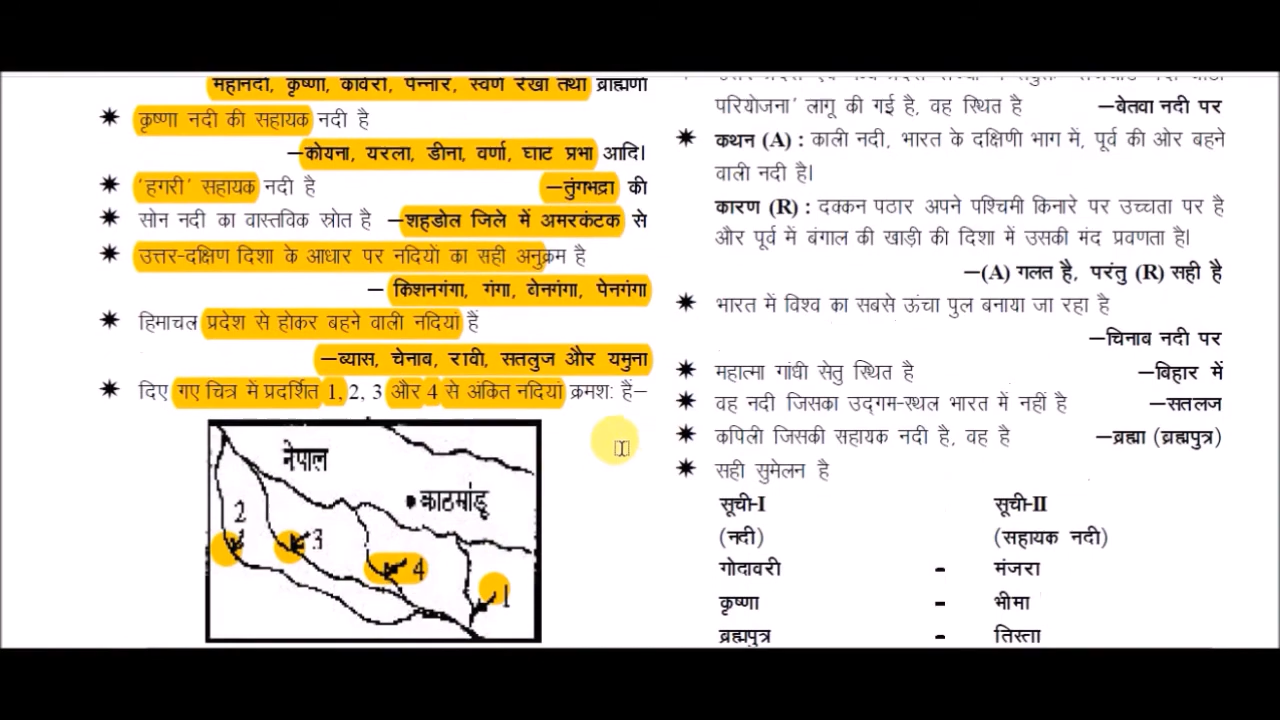 महानदी, कृष्णा, कावेरी, पेन्नार, स्वर्ण रेखा तथा ब्राह्मणी
✷ कृष्णा नदी की सहायक नदी है
–कोयना, यरला, डीना, वर्णा, घाट प्रभा आदि।
✷ 'हगरी' सहायक नदी है –तुंगभद्रा की
✷ सोन नदी का वास्तविक स्रोत है –शहडोल जिले में अमरकंटक से
✷ उत्तर-दक्षिण दिशा के आधार पर नदियों का सही अनुक्रम है
– किशनगंगा, गंगा, वेनगंगा, पेनगंगा
✷ हिमाचल प्रदेश से होकर बहने वाली नदियां हैं
–व्यास, चेनाब, रावी, सतलुज और यमुना
✷ दिए गए चित्र में प्रदर्शित 1, 2, 3 और 4 से अंकित नदियां क्रमश: हैं–
नेपाल
काठमांडू
2
3
4
1
परियोजना' लागू की गई है, वह स्थित है –बेतवा नदी पर
✷ कथन (A) : काली नदी, भारत के दक्षिणी भाग में, पूर्व की ओर बहने
वाली नदी है।
कारण (R) : दक्कन पठार अपने पश्चिमी किनारे पर उच्चता पर है
और पूर्व में बंगाल की खाड़ी की दिशा में उसकी मंद प्रवणता है।
–(A) गलत है, परंतु (R) सही है
✷ भारत में विश्व का सबसे ऊंचा पुल बनाया जा रहा है
–चिनाब नदी पर
✷ महात्मा गांधी सेतु स्थित है –विहार में
✷ वह नदी जिसका उद्गम-स्थल भारत में नहीं है –सतलज
✷ कपिली जिसकी सहायक नदी है, वह है –ब्रह्मा (ब्रह्मपुत्र)
✷ सही सुमेलन है
सूची-I सूची-II
(नदी) (सहायक नदी)
गोदावरी - मंजरा
कृष्णा - भीमा
ब्रह्मपुत्र - तिस्ता